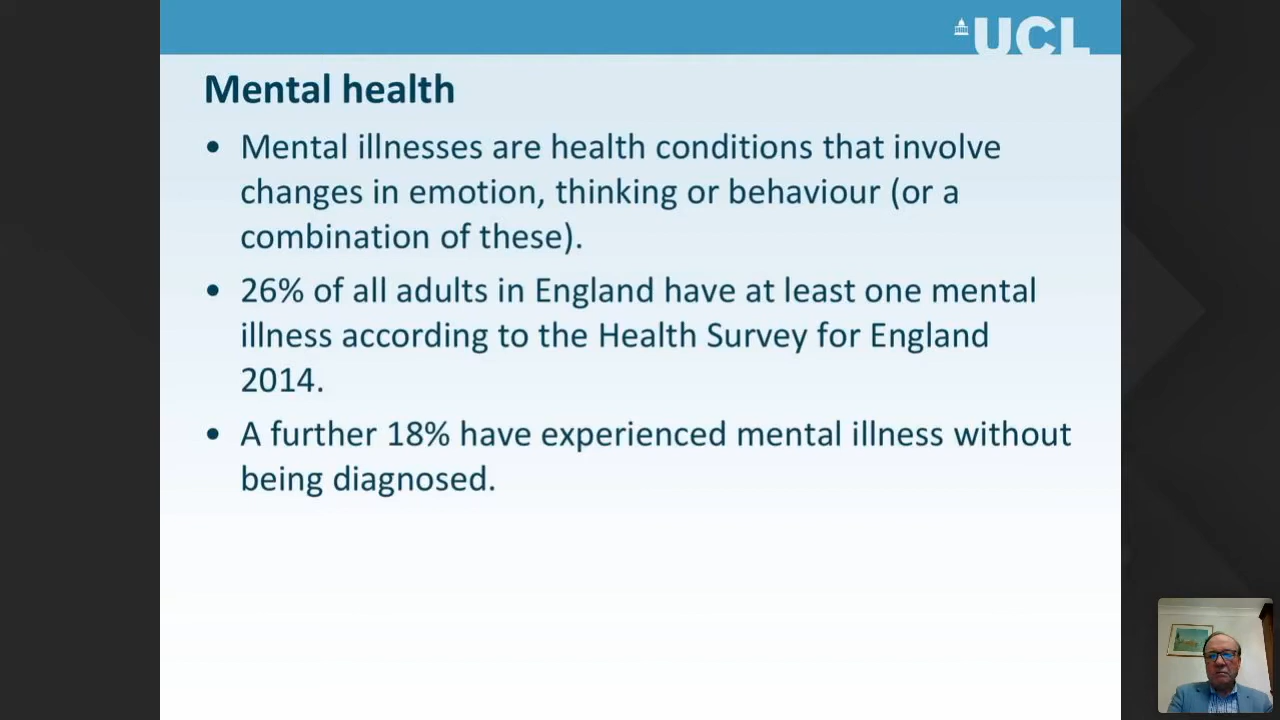 UCL
Mental health
• Mental illnesses are health conditions that involve
changes in emotion, thinking or behaviour (or a
combination of these).
• 26% of all adults in England have at least one mental
illness according to the Health Survey for England
2014.
• A further 18% have experienced mental illness without
being diagnosed.